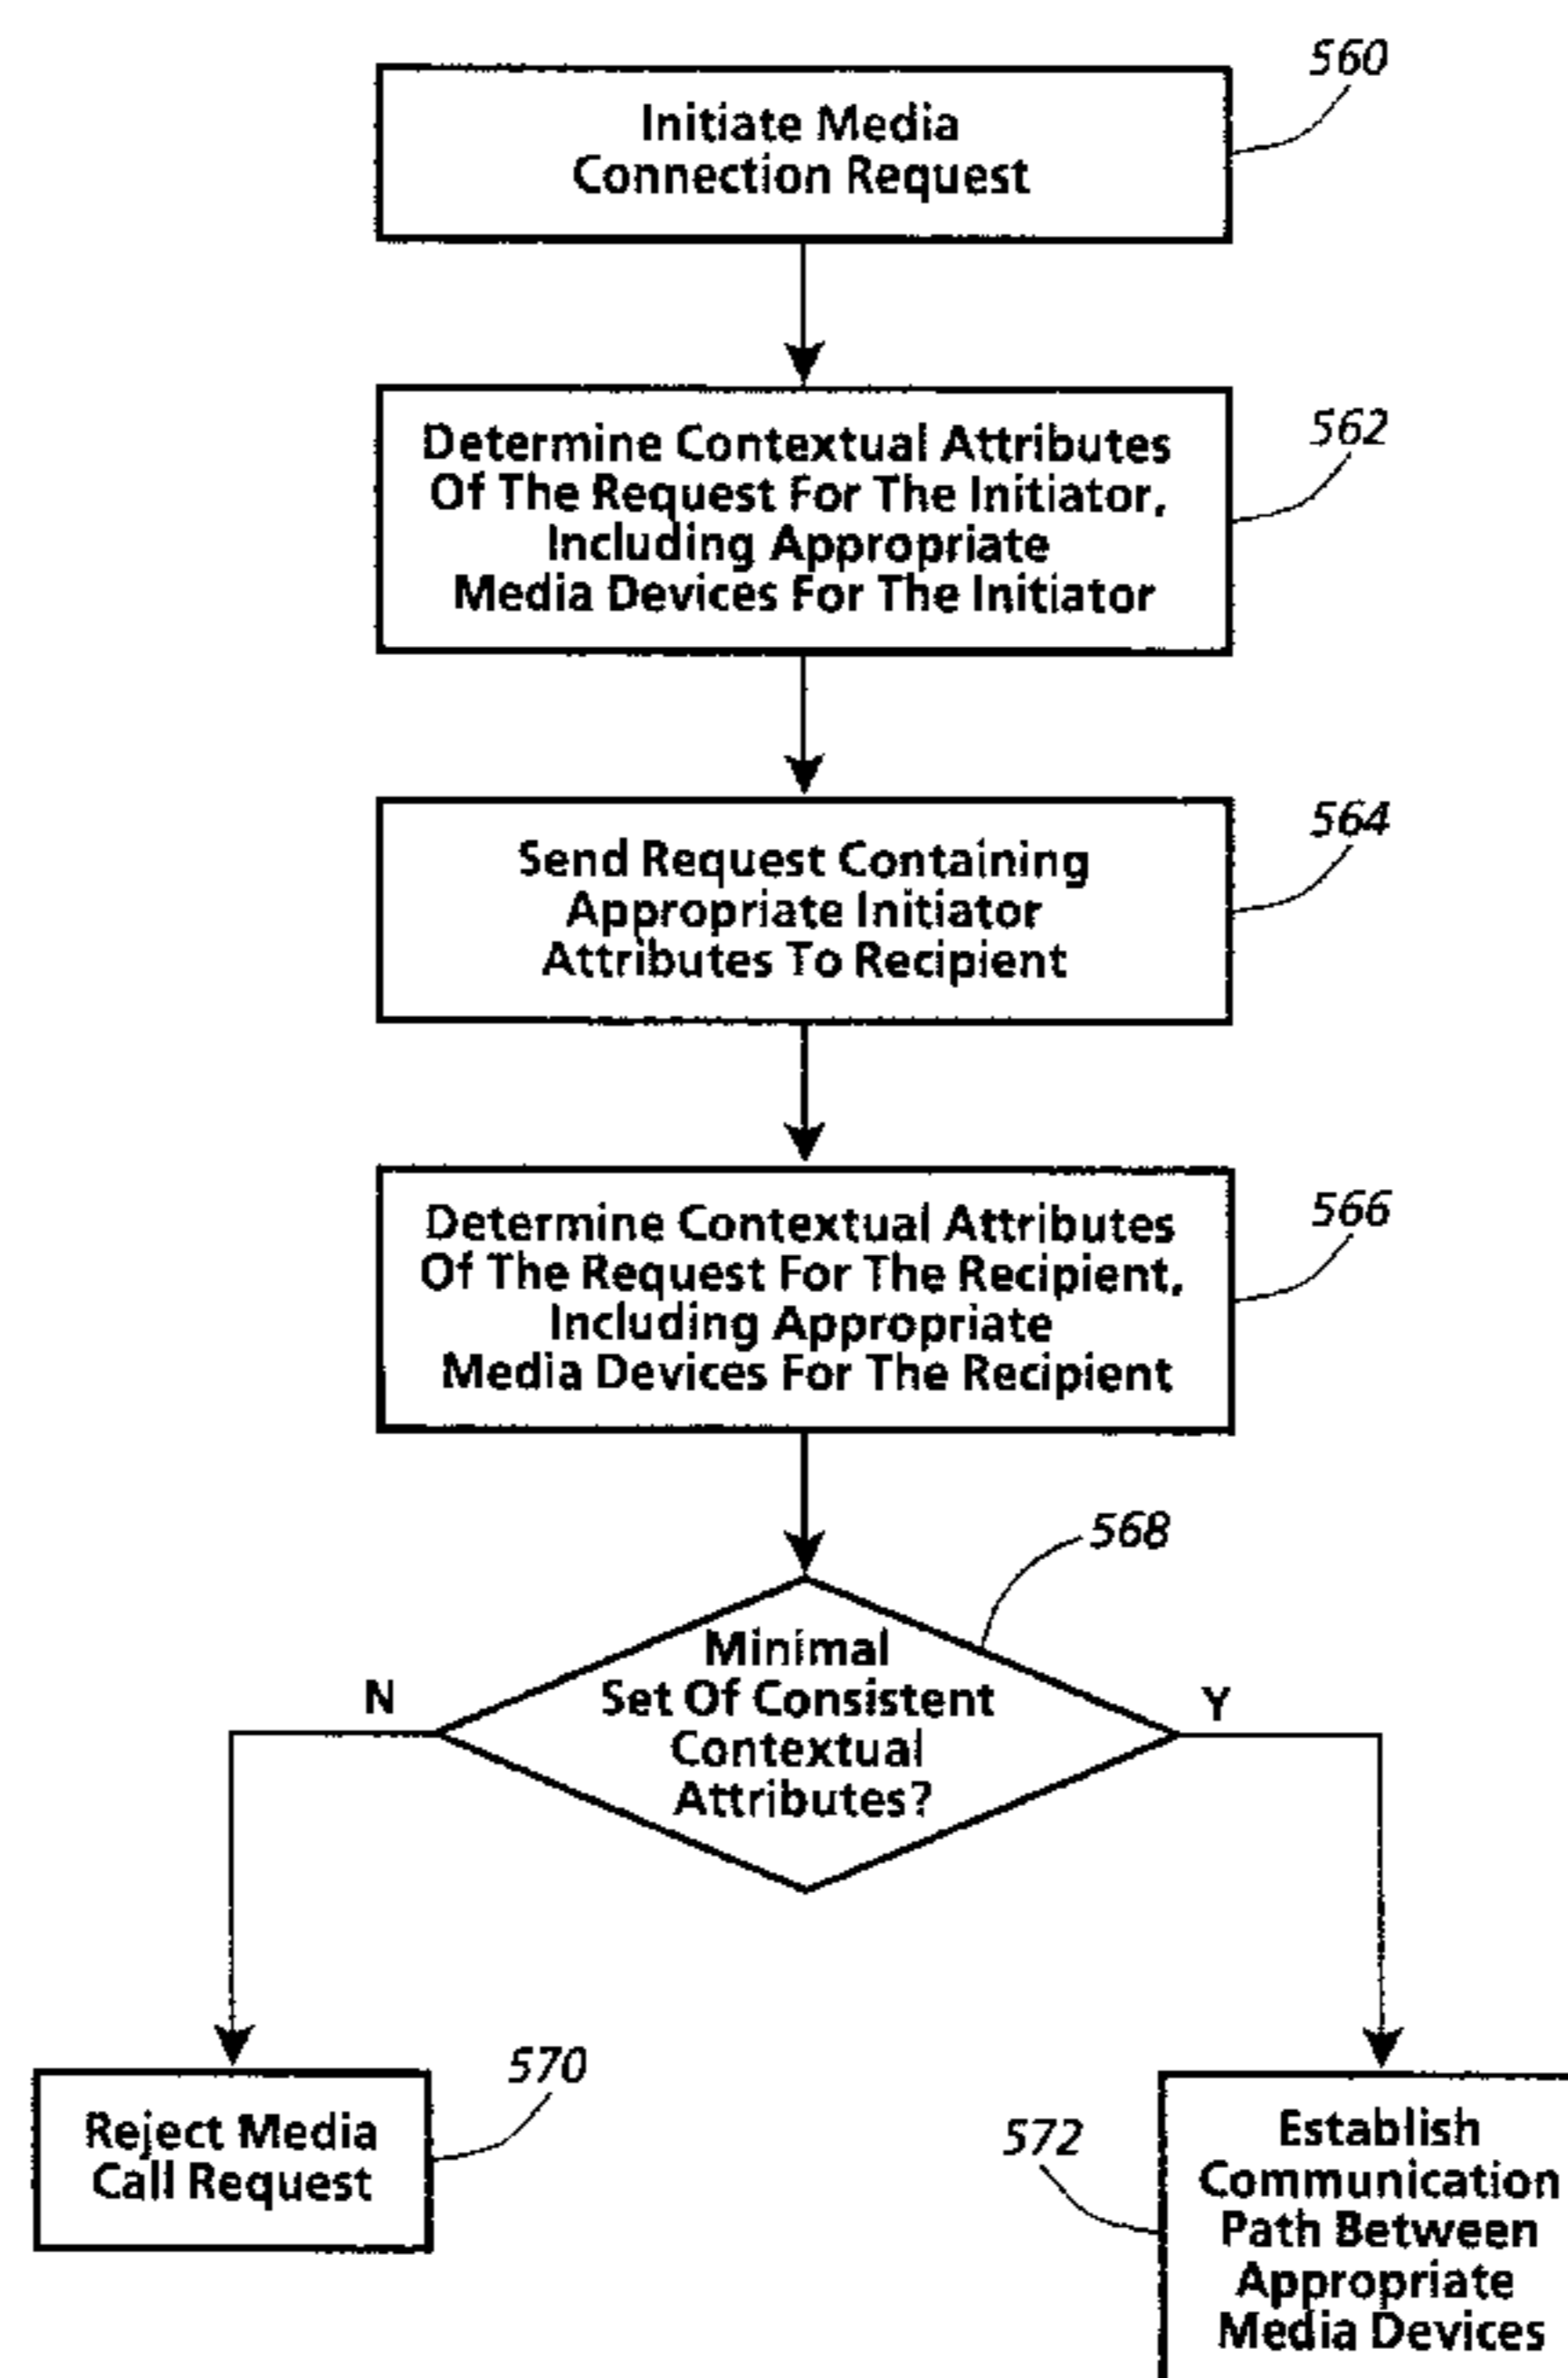 560
Initiate Media
Connection Request
562
Determine Contextual Attributes
Of The Request For The Initiator,
Including Appropriate
Media Devices For The Initiator
564
Send Request Containing
Appropriate Initiator
Attributes To Recipient
566
Determine Contextual Attributes
Of The Request For The Recipient,
Including Appropriate
Media Devices For The Recipient
568
Minimal
Set Of Consistent
Contextual
Attributes?
N
Y
570
Reject Media
Call Request
572
Establish
Communication
Path Between
Appropriate
Media Devices